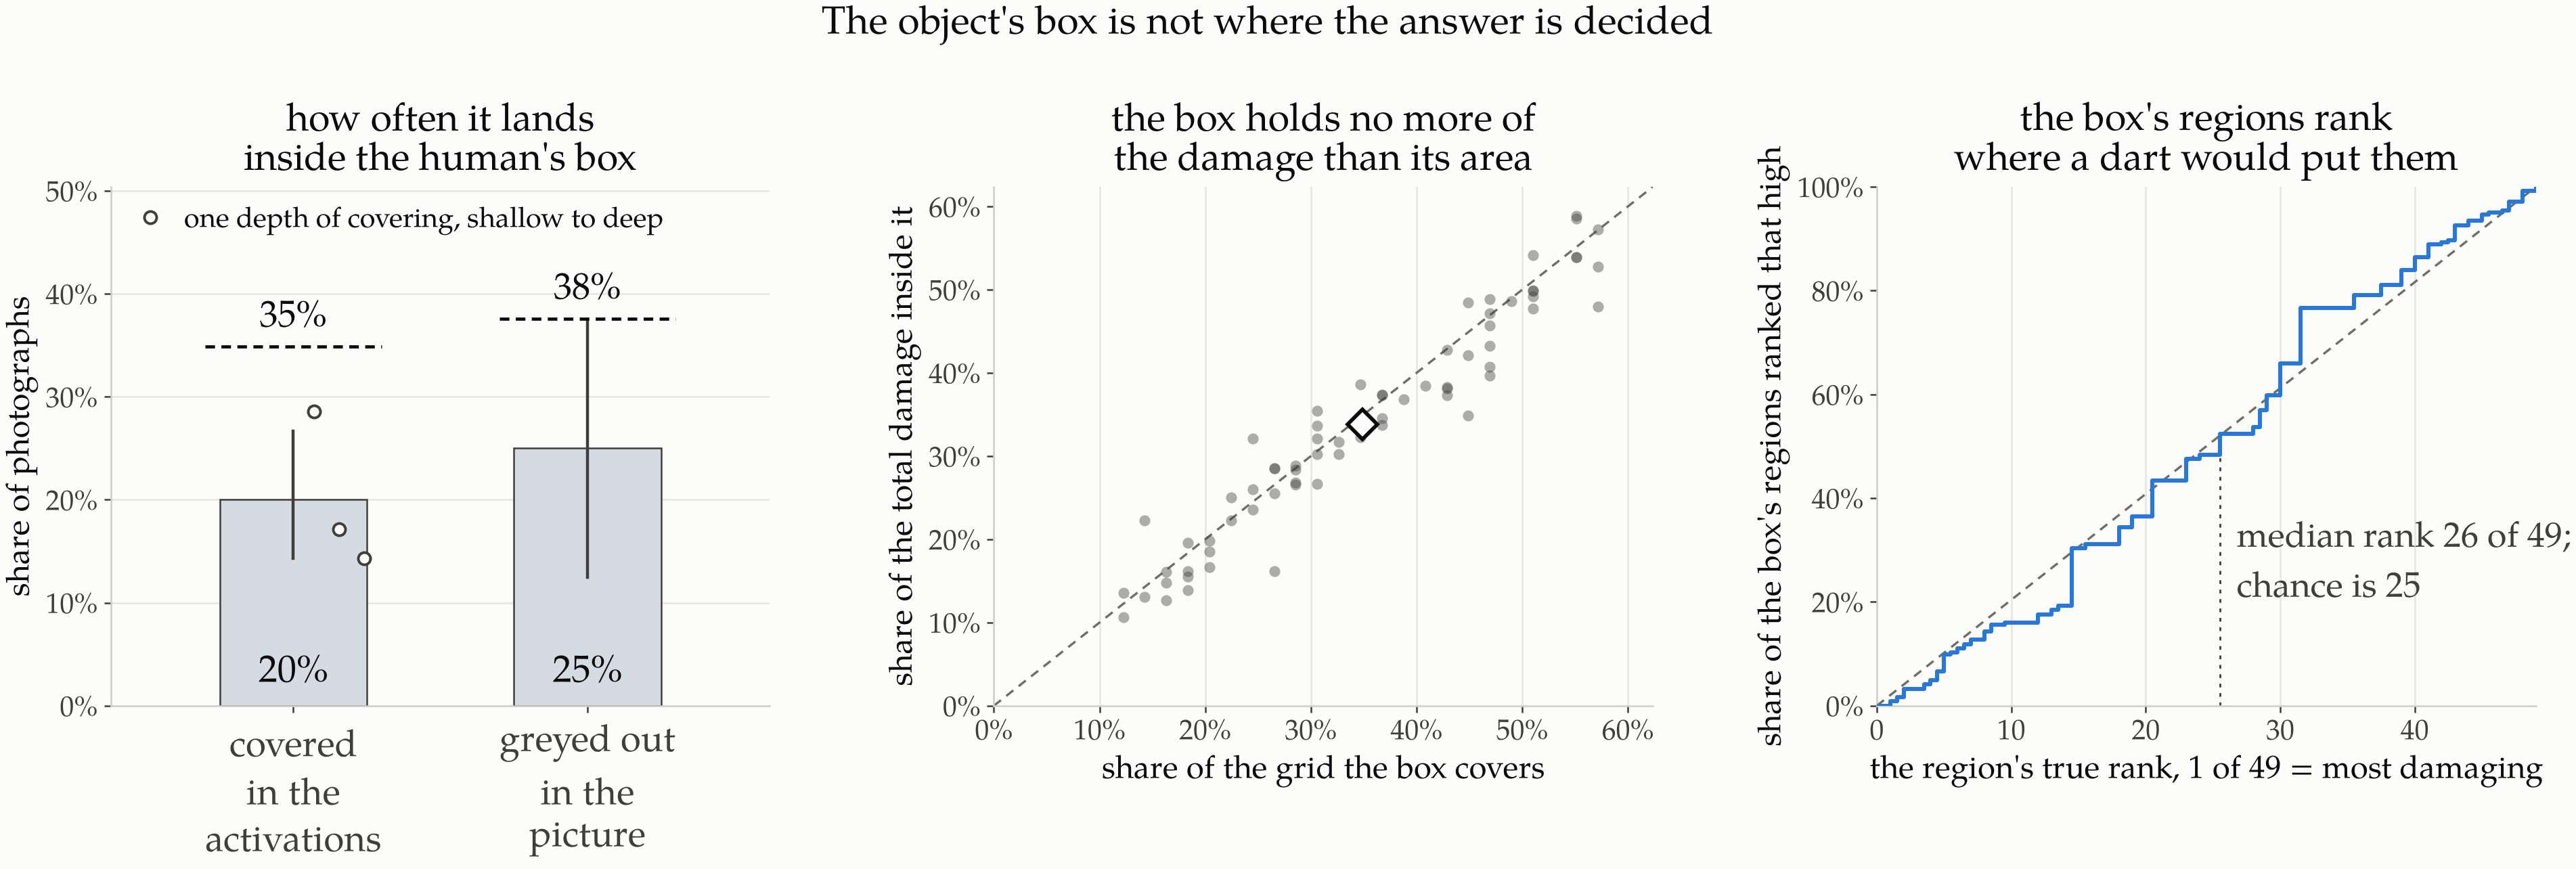 The object's box is not where the answer is decided
how often it lands
inside the human's box
share of photographs
50%
40%
30%
20%
10%
0%
one depth of covering, shallow to deep
35%
38%
20%
25%
covered
in the
activations
greyed out
in the
picture
the box holds no more of
the damage than its area
share of the total damage inside it
60%
50%
40%
30%
20%
10%
0%
0% 10% 20% 30% 40% 50% 60%
share of the grid the box covers
the box's regions rank
where a dart would put them
share of the box's regions ranked that high
100%
80%
60%
40%
20%
0%
median rank 26 of 49;
chance is 25
0 10 20 30 40
the region's true rank, 1 of 49 = most damaging